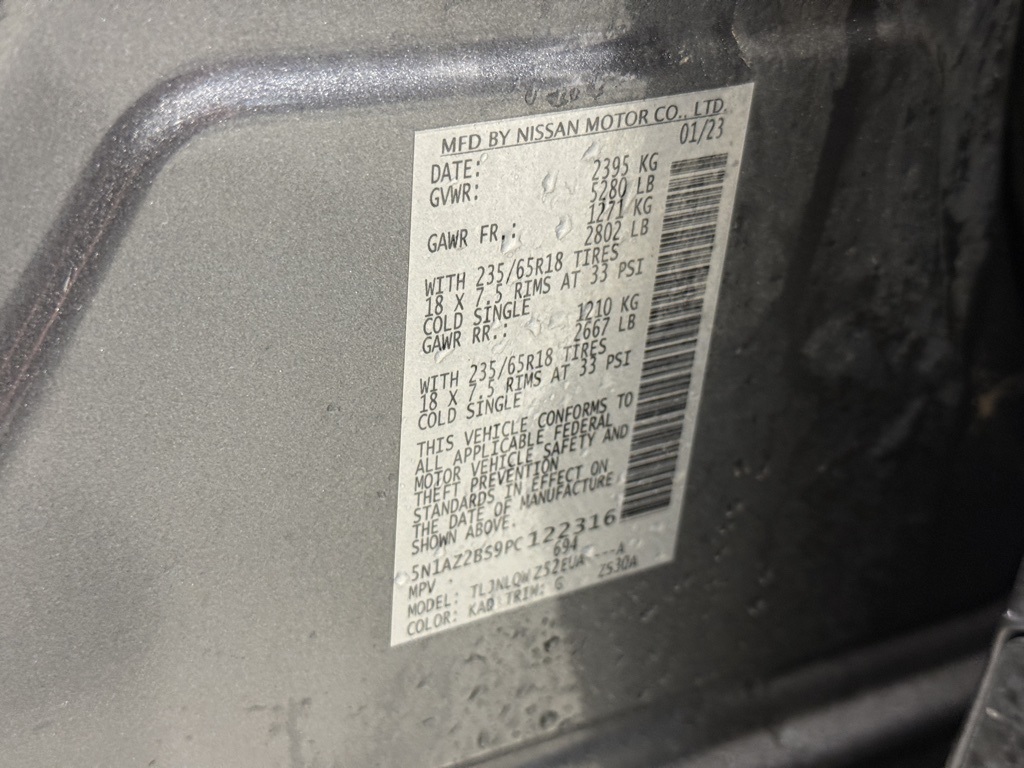 MFD BY NISSAN MOTOR CO., LTD.
DATE: 01/23
GVWR: 2395 KG
5280 LB
GAWR FR.: 1271 KG
2802 LB
WITH 235/65R18 TIRES
18 X 7.5 RIMS AT 33 PSI
COLD SINGLE
GAWR RR.: 1210 KG
2667 LB
WITH 235/65R18 TIRES
18 X 7.5 RIMS AT 33 PSI
COLD SINGLE
THIS VEHICLE CONFORMS TO
ALL APPLICABLE FEDERAL
MOTOR VEHICLE SAFETY AND
THEFT PREVENTION
STANDARDS IN EFFECT ON
THE DATE OF MANUFACTURE
SHOWN ABOVE.
5N1AZ2BS9PC122316
MPV 694
MODEL: TLJNLQWZS2EUA----A
COLOR: KAD TRIM: G ZS30A